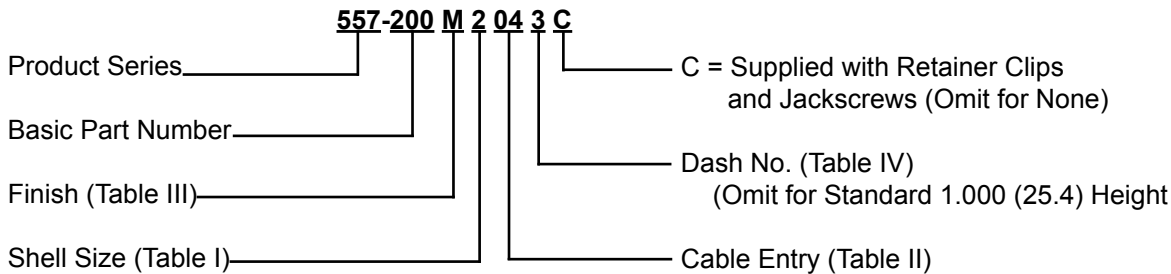 557-200 M 2 04 3 C
Product Series
Basic Part Number
Finish (Table III)
Shell Size (Table I)
C = Supplied with Retainer Clips
and Jackscrews (Omit for None)
Dash No. (Table IV)
(Omit for Standard 1.000 (25.4) Height
Cable Entry (Table II)